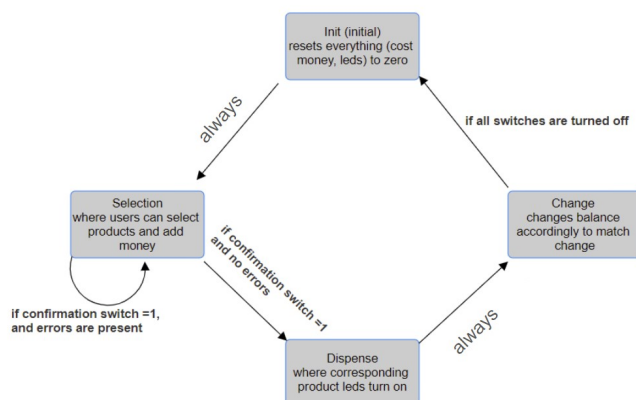 Init (initial)
resets everything (cost
money, leds) to zero
always
if all switches are turned off
Selection
where users can select
products and add
money
if confirmation switch =1
and no errors
Change
changes balance
accordingly to match
change
if confirmation switch =1,
and errors are present
always
Dispense
where corresponding
product leds turn on